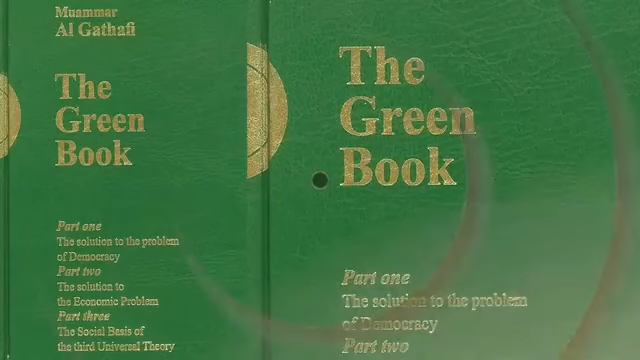 Muammar
Al Gathafi
The
Green
Book
Part one
The solution to the problem
of Democracy
Part two
The solution to
the Economic Problem
Part three
The Social Basis of
the third Universal Theory
The
Green
Book
Part one
The solution to the problem
of Democracy
Part two